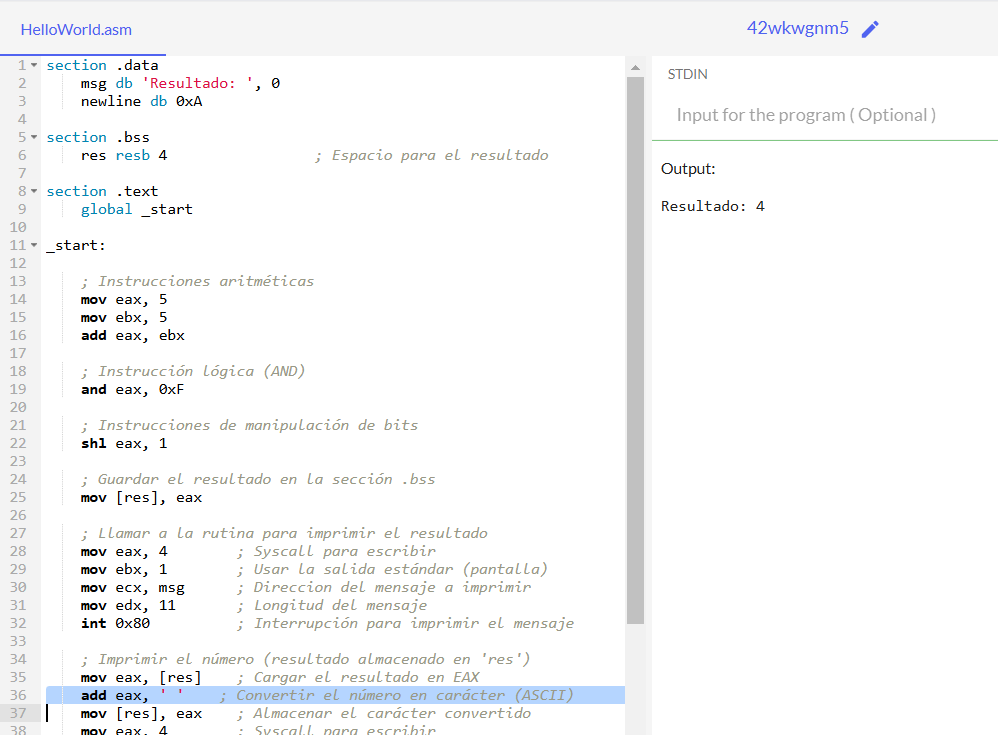 HelloWorld.asm
42wkwgnm5
1 section .data
2 msg db 'Resultado: ', 0
3 newline db 0xA
4
5 section .bss
6 res resb 4 ; Espacio para el resultado
7
8 section .text
9 global _start
10
11 _start:
12
13 ; Instrucciones aritméticas
14 mov eax, 5
15 mov ebx, 5
16 add eax, ebx
17
18 ; Instrucción lógica (AND)
19 and eax, 0xF
20
21 ; Instrucciones de manipulación de bits
22 shl eax, 1
23
24 ; Guardar el resultado en la sección .bss
25 mov [res], eax
26
27 ; Llamar a la rutina para imprimir el resultado
28 mov eax, 4 ; Syscall para escribir
29 mov ebx, 1 ; Usar la salida estándar (pantalla)
30 mov ecx, msg ; Direccion del mensaje a imprimir
31 mov edx, 11 ; Longitud del mensaje
32 int 0x80 ; Interrupción para imprimir el mensaje
33
34 ; Imprimir el número (resultado almacenado en 'res')
35 mov eax, [res] ; Cargar el resultado en EAX
36 add eax, ' ' ; Convertir el número en carácter (ASCII)
37 mov [res], eax ; Almacenar el carácter convertido
38 mov eax, 4 ; Syscall para escribir
STDIN
Input for the program ( Optional )
Output:
Resultado: 4